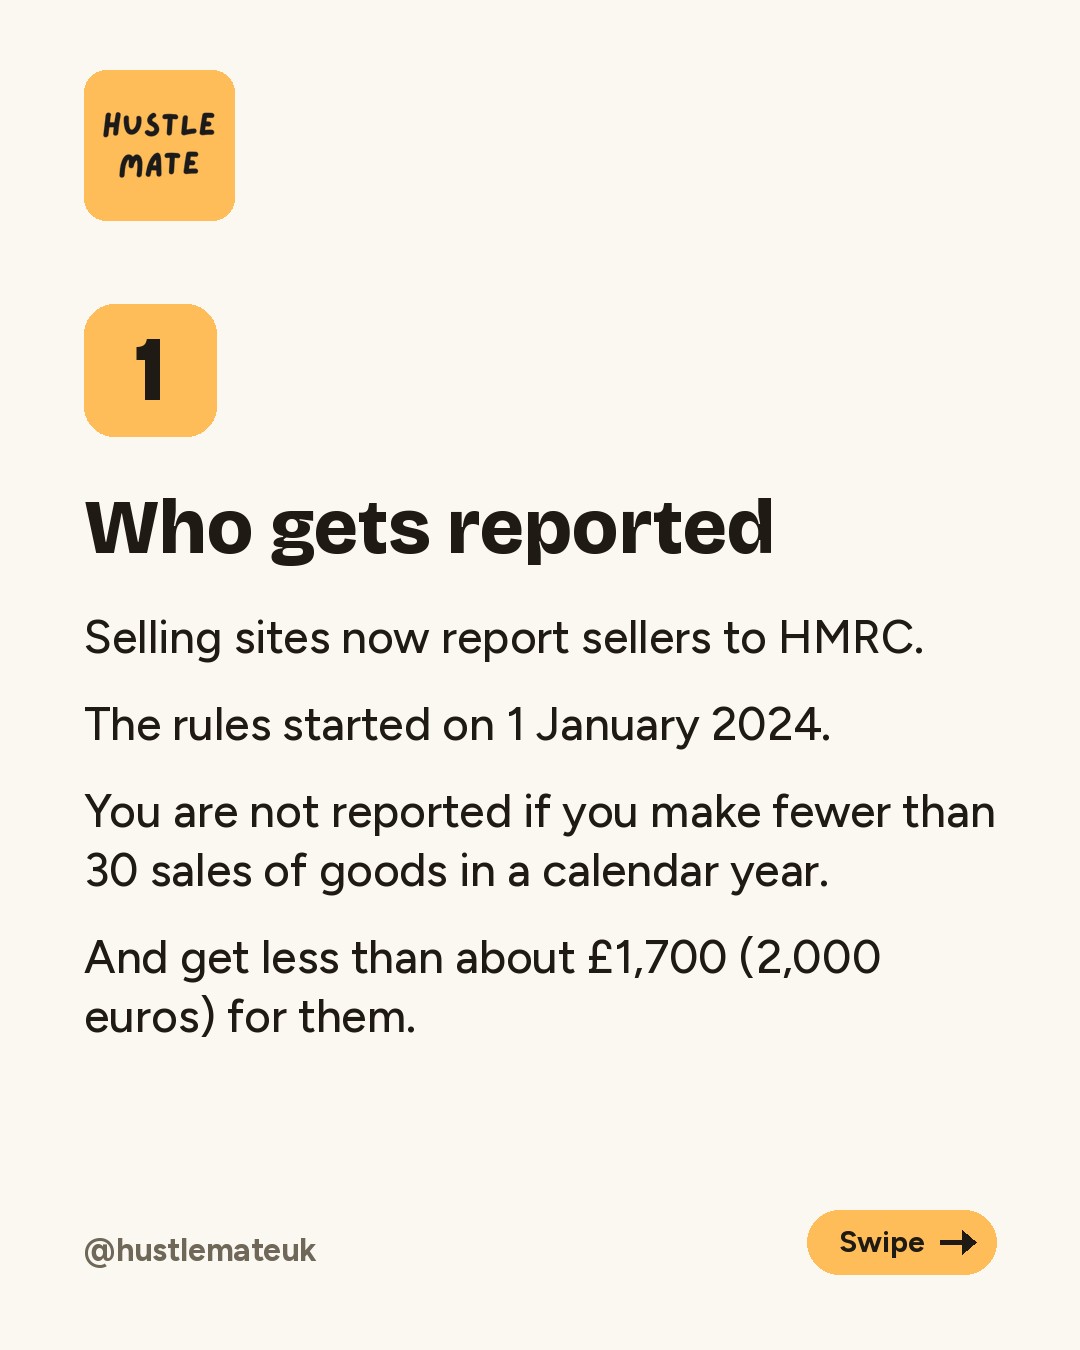 HUSTLE
MATE
1
Who gets reported
Selling sites now report sellers to HMRC.
The rules started on 1 January 2024.
You are not reported if you make fewer than
30 sales of goods in a calendar year.
And get less than about £1,700 (2,000
euros) for them.
@hustlemateuk
Swipe →